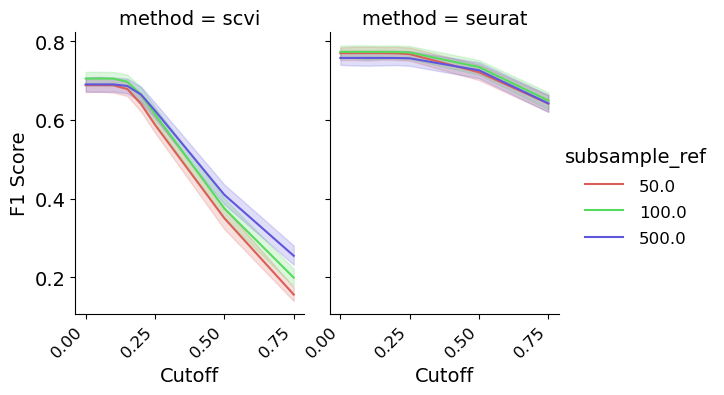 method = scvi
method = seurat
F1 Score
0.8
0.6
0.4
0.2
0.00
0.25
0.50
0.75
0.00
0.25
0.50
0.75
Cutoff
Cutoff
subsample_ref
50.0
100.0
500.0